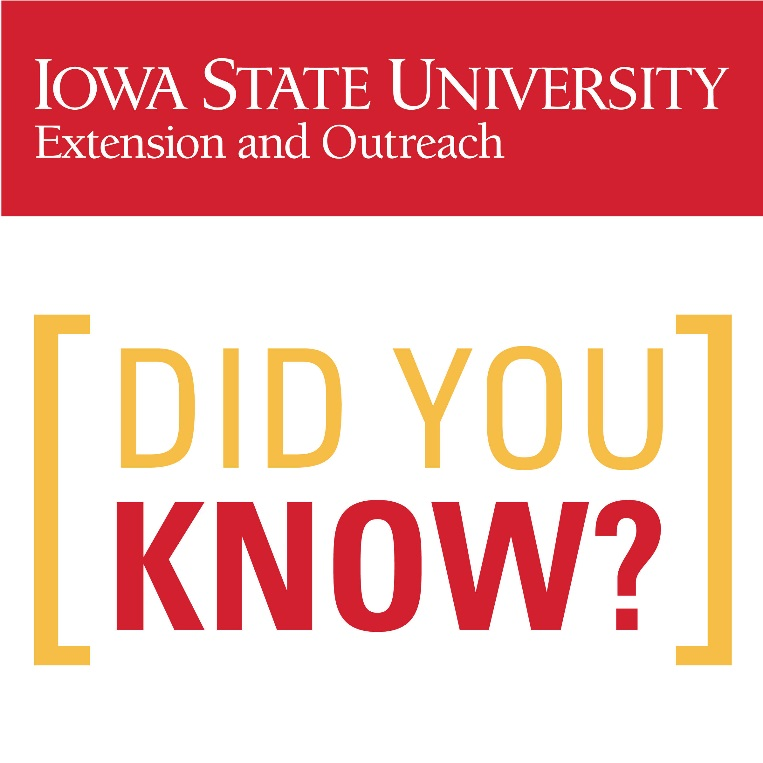 IOWA STATE UNIVERSITY
Extension and Outreach
[DID YOU
KNOW?]